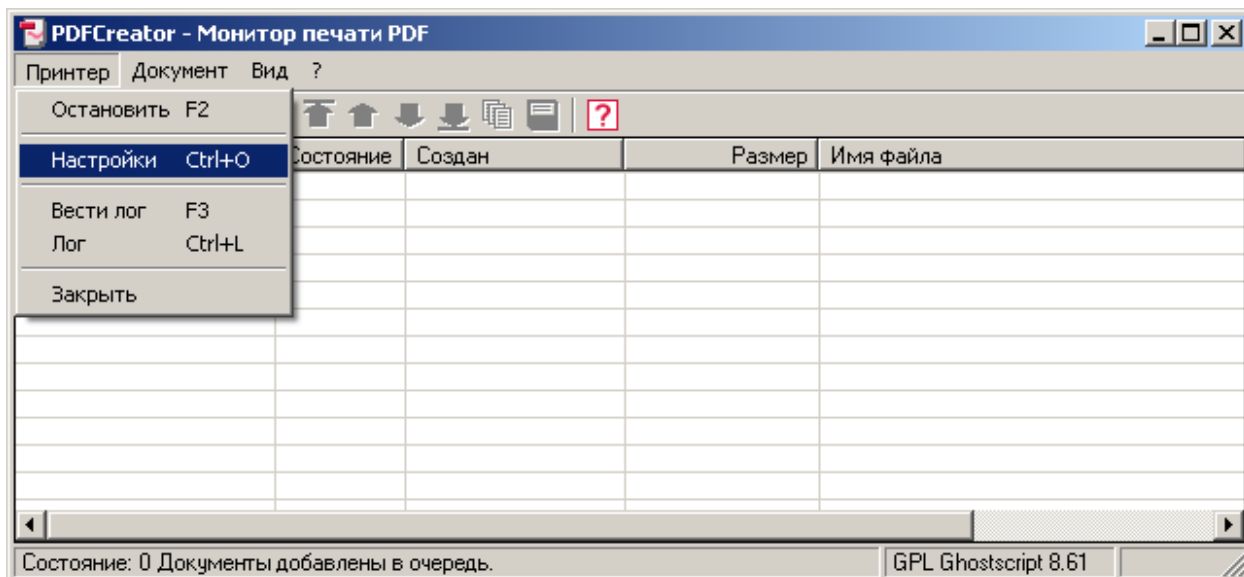 PDFCreator - Монитор печати PDF
Принтер Документ Вид ?
Остановить F2
Настройки Ctrl+O
Состояние Создан Размер Имя файла
Вести лог F3
Лог Ctrl+L
Закрыть
Состояние: 0 Документы добавлены в очередь. GPL Ghostscript 8.61